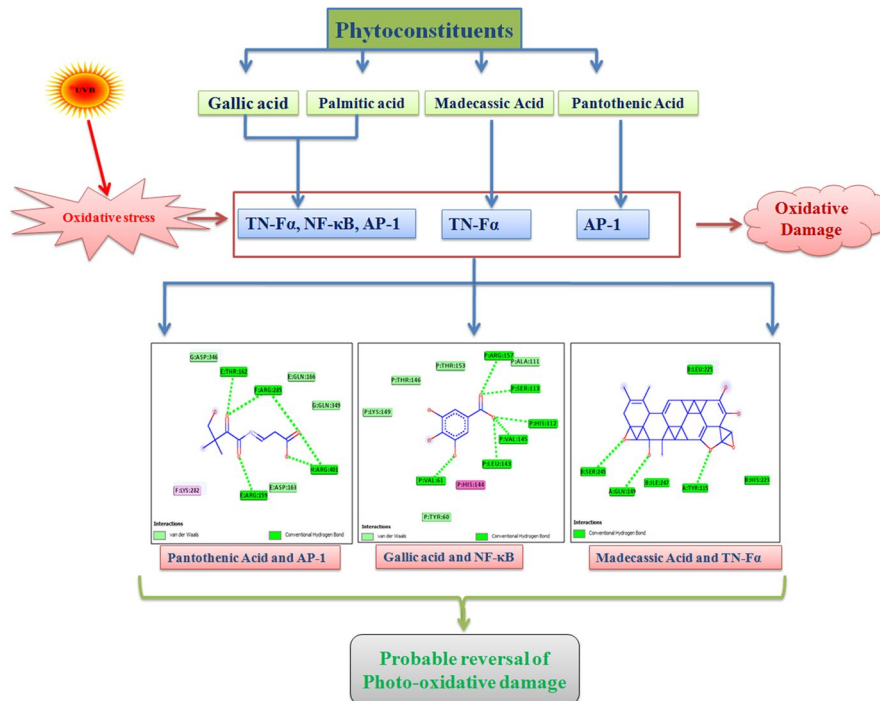 Phytoconstituents
UVB
Gallic acid
Palmitic acid
Madecassic Acid
Pantothenic Acid
Oxidative stress
TN-Fα, NF-κB, AP-1
TN-Fα
AP-1
Oxidative
Damage
G:ASP:346
E:THR:162
E:GLN:166
F:ARG:285
G:GLN:349
H:ARG:401
E:ASP:163
F:LYS:282
E:ARG:159
Interactions
van der Waals
Conventional Hydrogen Bond
Pantothenic Acid and AP-1
P:ARG:157
P:ALA:111
P:THR:153
P:THR:146
P:SER:113
P:LYS:149
P:HIS:112
P:VAL:145
P:LEU:143
P:VAL:61
P:HIS:144
P:TYR:60
Interactions
van der Waals
Conventional Hydrogen Bond
Gallic acid and NF-κB
B:LEU:225
B:SER:245
A:GLN:149
B:ILE:247
A:TYR:115
B:HIS:223
Interactions
Conventional Hydrogen Bond
Madecassic Acid and TN-Fα
Probable reversal of
Photo-oxidative damage